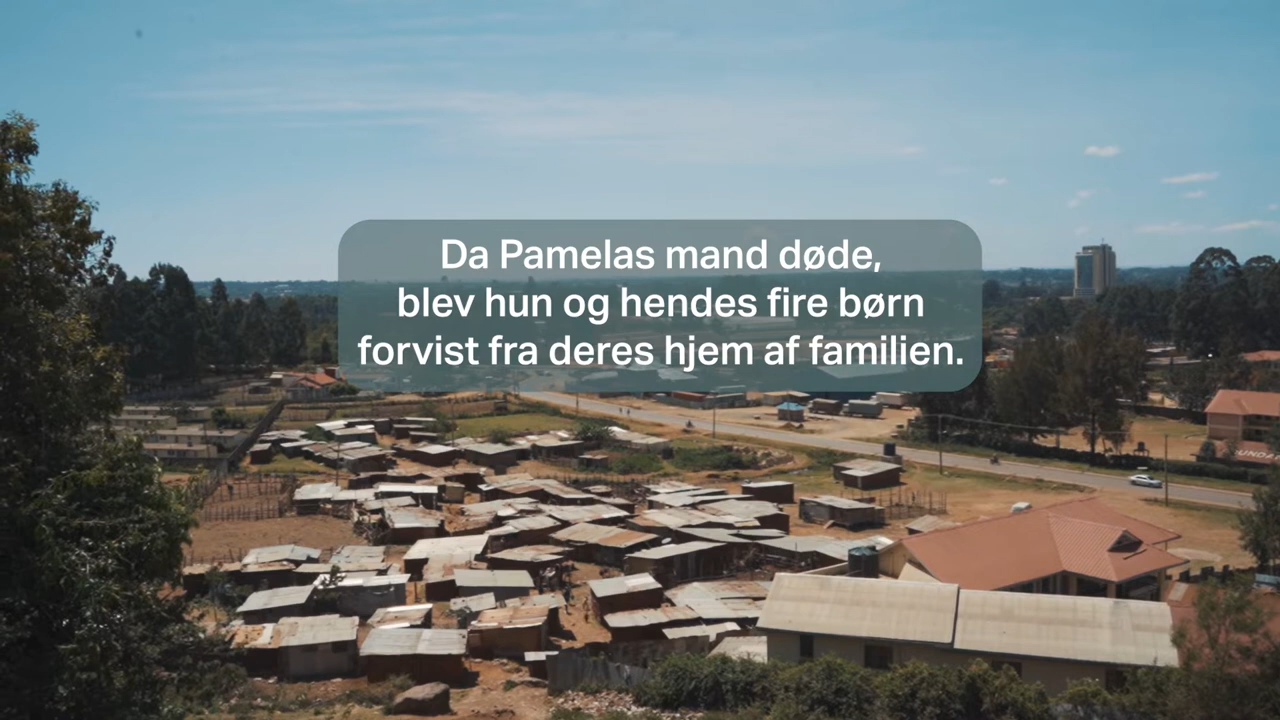 Da Pamelas mand døde,
blev hun og hendes fire børn
forvist fra deres hjem af familien.